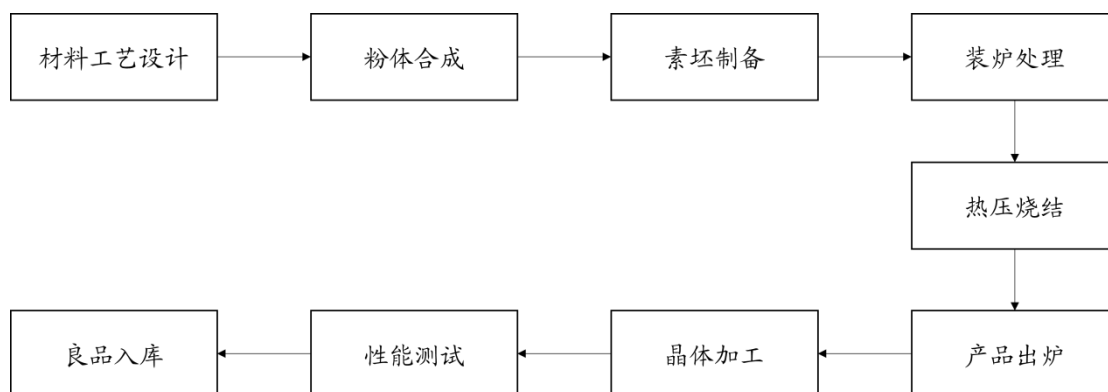 材料工艺设计
粉体合成
素坯制备
装炉处理
热压烧结
产品出炉
晶体加工
性能测试
良品入库